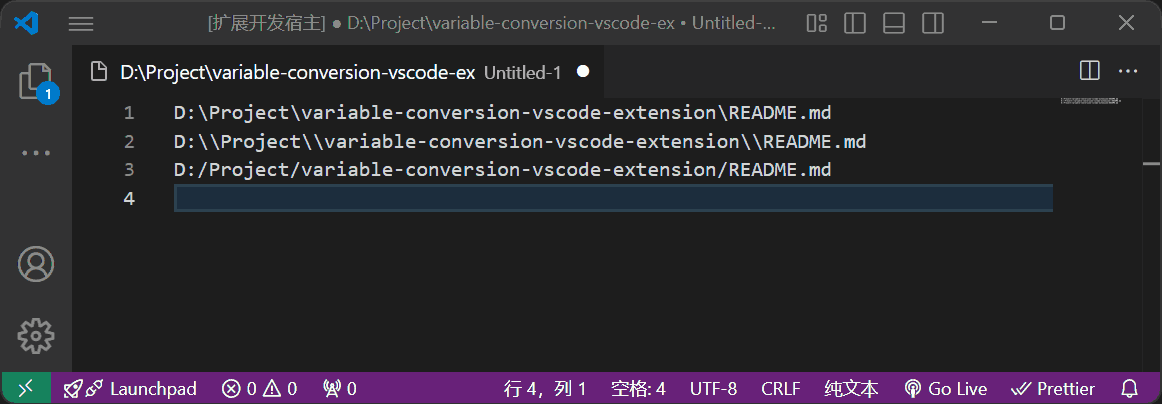 [扩展开发宿主] ● D:\Project\variable-conversion-vscode-ex • Untitled-...
1
D:\Project\variable-conversion-vscode-ex Untitled-1 ●
1 D:\Project\variable-conversion-vscode-extension\README.md
2 D:\\Project\\variable-conversion-vscode-extension\\README.md
3 D:/Project/variable-conversion-vscode-extension/README.md
4
Launchpad 0 0 0 行 4，列 1 空格: 4 UTF-8 CRLF 纯文本 Go Live Prettier